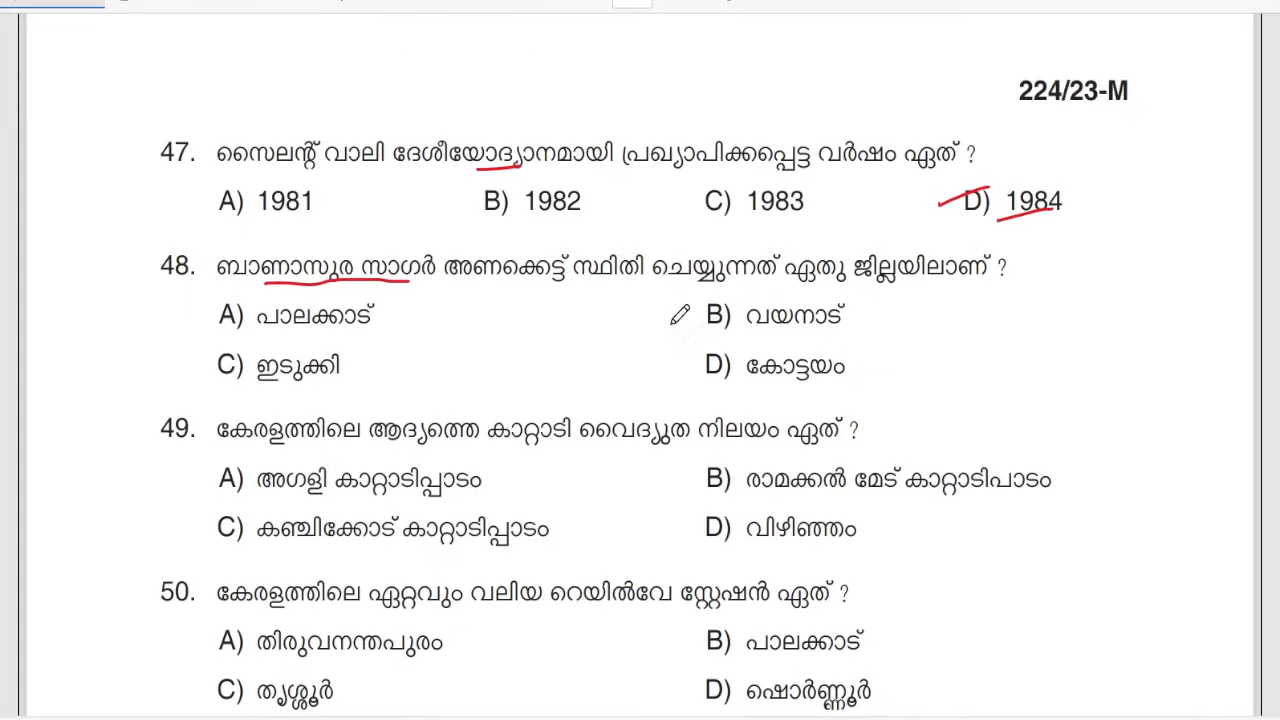 224/23-M
47. സൈലന്റ് വാലി ദേശീയോദ്യാനമായി പ്രഖ്യാപിക്കപ്പെട്ട വർഷം ഏത് ?
A) 1981 B) 1982 C) 1983 D) 1984
48. ബാണാസുര സാഗർ അണക്കെട്ട് സ്ഥിതി ചെയ്യുന്നത് ഏതു ജില്ലയിലാണ് ?
A) പാലക്കാട് B) വയനാട്
C) ഇടുക്കി D) കോട്ടയം
49. കേരളത്തിലെ ആദ്യത്തെ കാറ്റാടി വൈദ്യുത നിലയം ഏത് ?
A) അഗളി കാറ്റാടിപ്പാടം B) രാമക്കൽ മേട് കാറ്റാടിപാടം
C) കഞ്ചിക്കോട് കാറ്റാടിപ്പാടം D) വിഴിഞ്ഞം
50. കേരളത്തിലെ ഏറ്റവും വലിയ റെയിൽവേ സ്റ്റേഷൻ ഏത് ?
A) തിരുവനന്തപുരം B) പാലക്കാട്
C) തൃശ്ശൂർ D) ഷൊർണ്ണൂർ